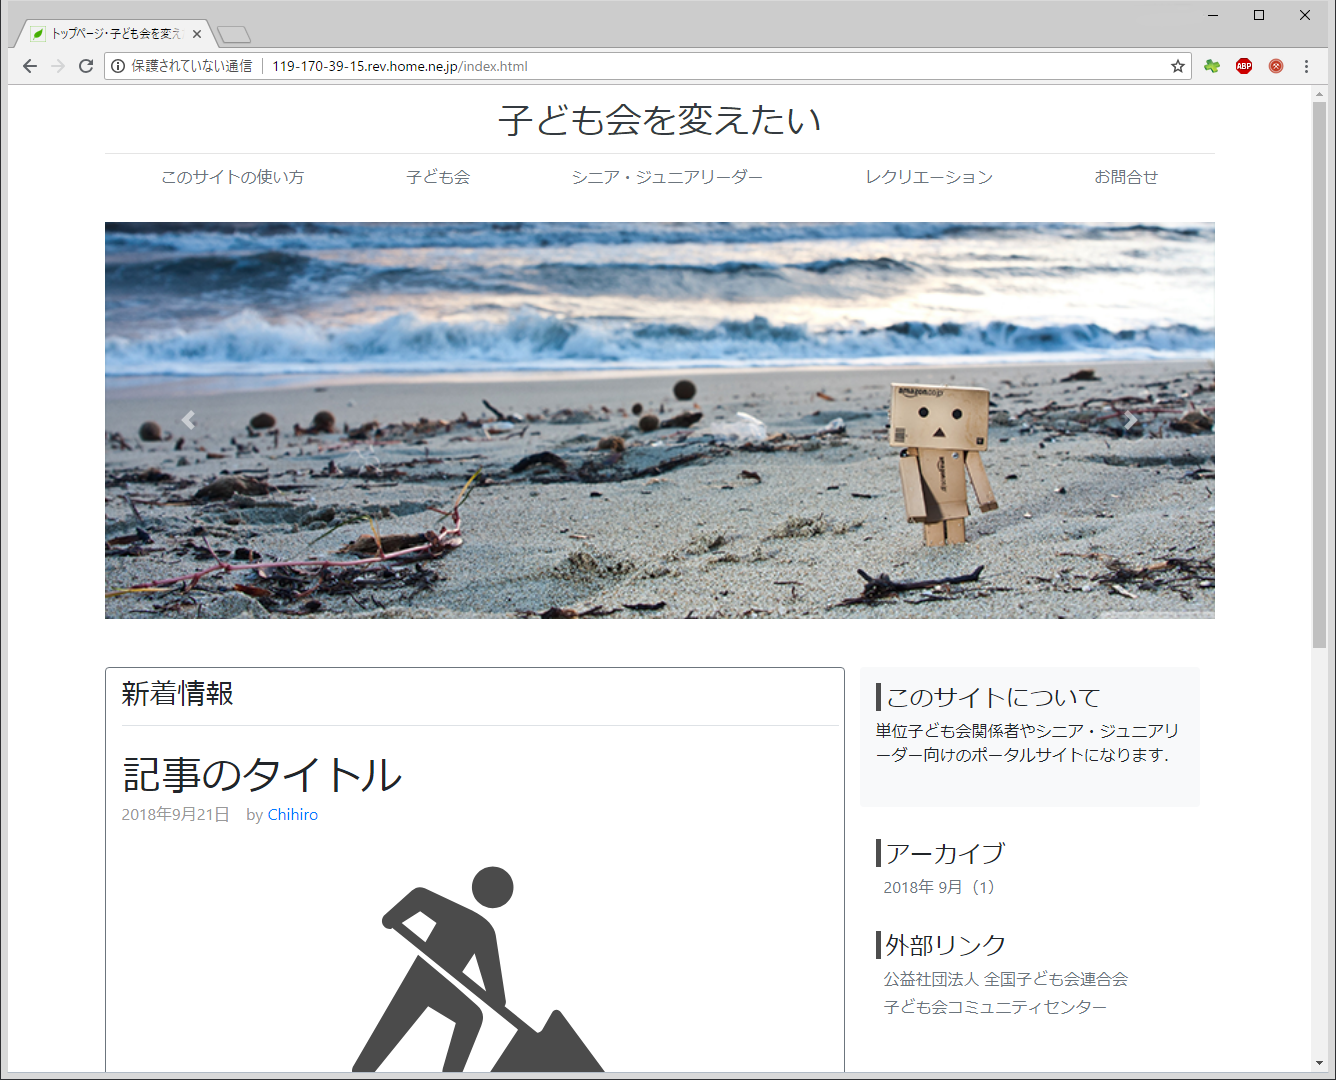 トップページ・子ども会を変え
保護されていない通信 119-170-39-15.rev.home.ne.jp/index.html
ABP
子ども会を変えたい
このサイトの使い方 子ども会 シニア・ジュニアリーダー レクリエーション お問合せ
amazon.co.jp
新着情報
記事のタイトル
2018年9月21日 by Chihiro
このサイトについて
単位子ども会関係者やシニア・ジュニアリ
ーダー向けのポータルサイトになります.
アーカイブ
2018年 9月（1）
外部リンク
公益社団法人 全国子ども会連合会
子ども会コミュニティセンター